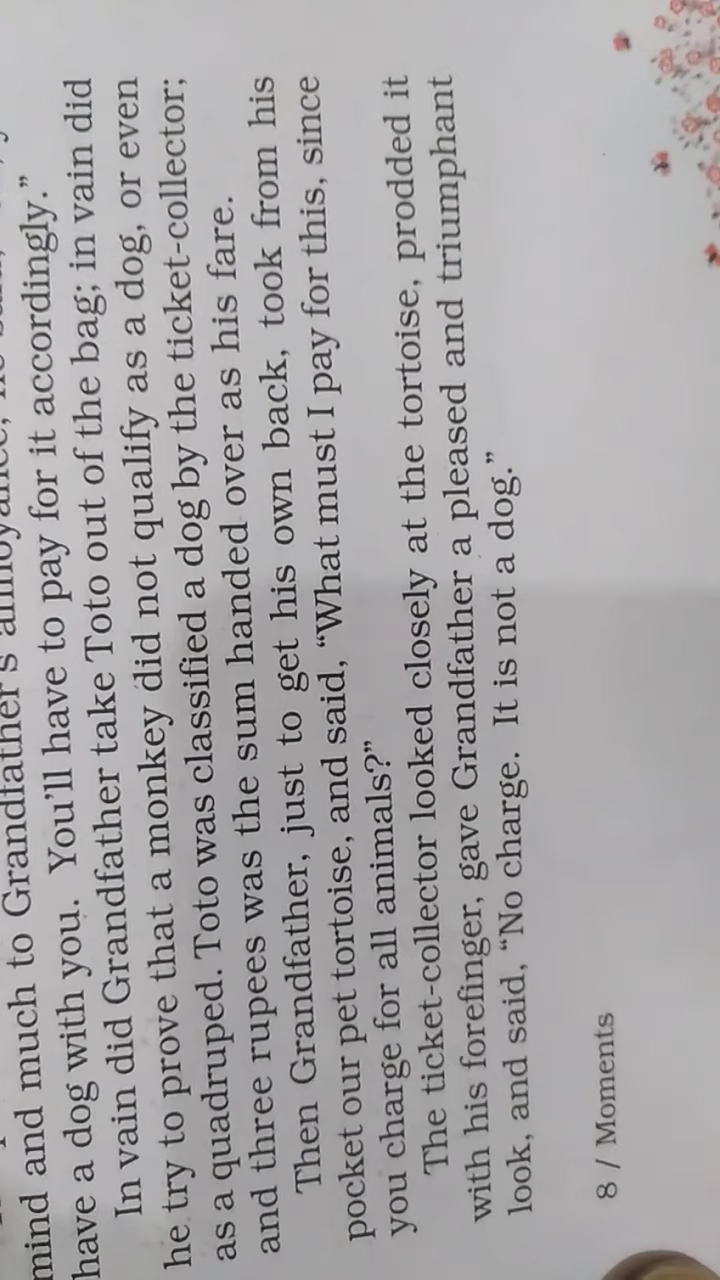 mind and much to Grandfather's annoyance, he said,
have a dog with you. You'll have to pay for it accordingly.”
In vain did Grandfather take Toto out of the bag; in vain did
he try to prove that a monkey did not qualify as a dog, or even
as a quadruped. Toto was classified a dog by the ticket-collector;
and three rupees was the sum handed over as his fare.
Then Grandfather, just to get his own back, took from his
pocket our pet tortoise, and said, “What must I pay for this, since
you charge for all animals?”
The ticket-collector looked closely at the tortoise, prodded it
with his forefinger, gave Grandfather a pleased and triumphant
look, and said, “No charge. It is not a dog.”
8 / Moments